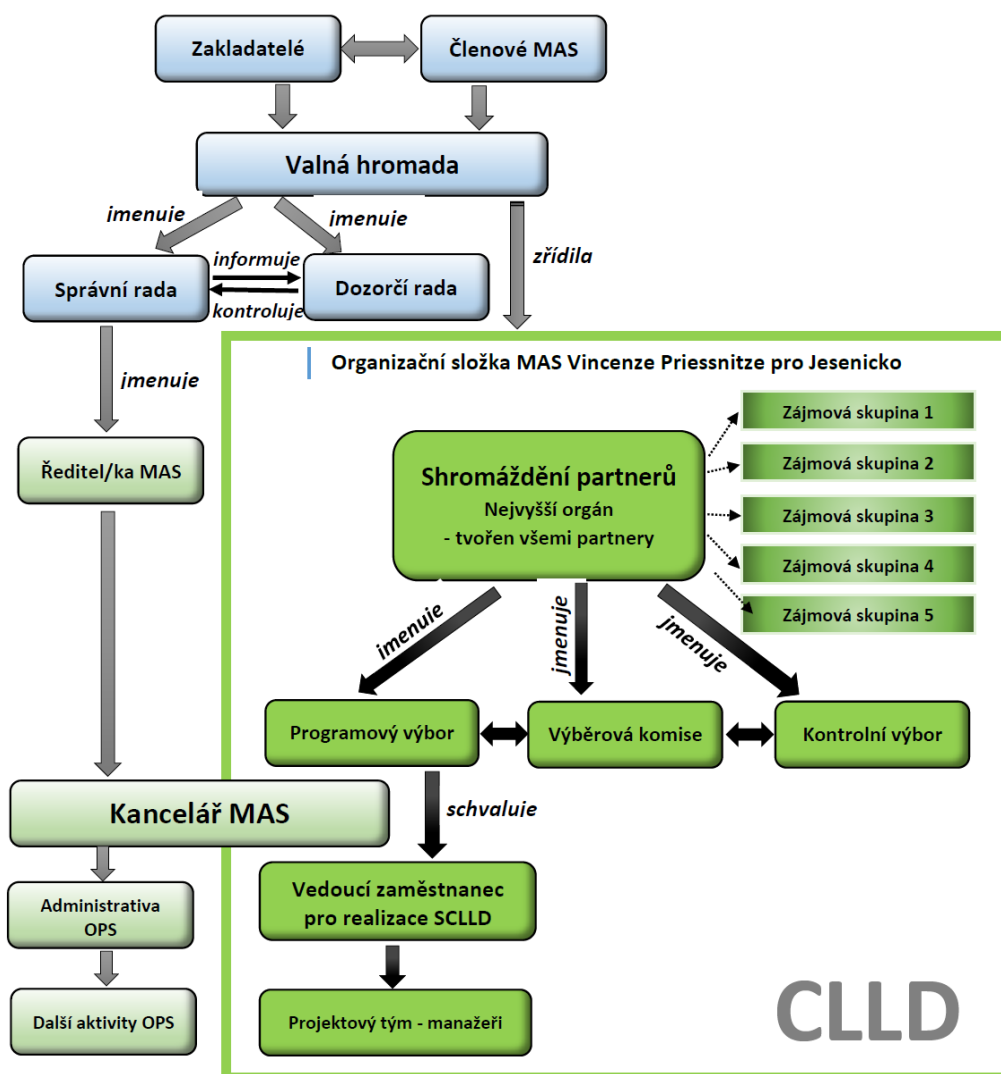 Zakladatelé
Členové MAS
Valná hromada
jmenuje
jmenuje
zřídila
informuje
Správní rada
Dozorčí rada
kontroluje
Organizační složka MAS Vincenze Priessnitze pro Jesenicko
jmenuje
Ředitel/ka MAS
Shromáždění partnerů
Nejvyšší orgán
- tvořen všemi partnery
Zájmová skupina 1
Zájmová skupina 2
Zájmová skupina 3
Zájmová skupina 4
Zájmová skupina 5
jmenuje
jmenuje
jmenuje
Programový výbor
Výběrová komise
Kontrolní výbor
Kancelář MAS
schvaluje
Administrativa
OPS
Vedoucí zaměstnanec
pro realizace SCLLD
Další aktivity OPS
Projektový tým - manažeři
CLLD